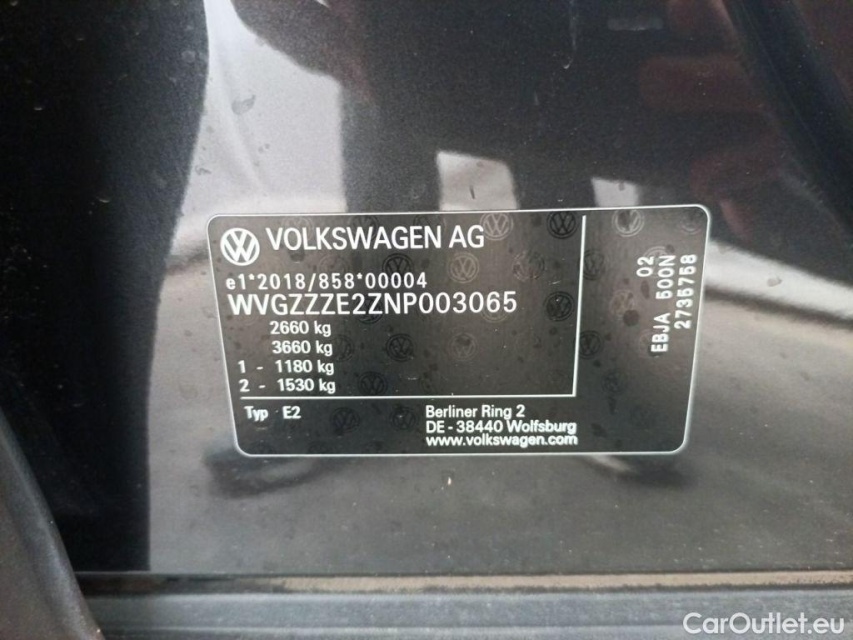 VOLKSWAGEN AG
e1*2018/858*00004
WVGZZZE2ZNP003065
2660 kg
3660 kg
1 - 1180 kg
2 - 1530 kg
Typ E2
Berliner Ring 2
DE - 38440 Wolfsburg
www.volkswagen.com
02
EBJA 500N
2735758
CarOutlet.eu